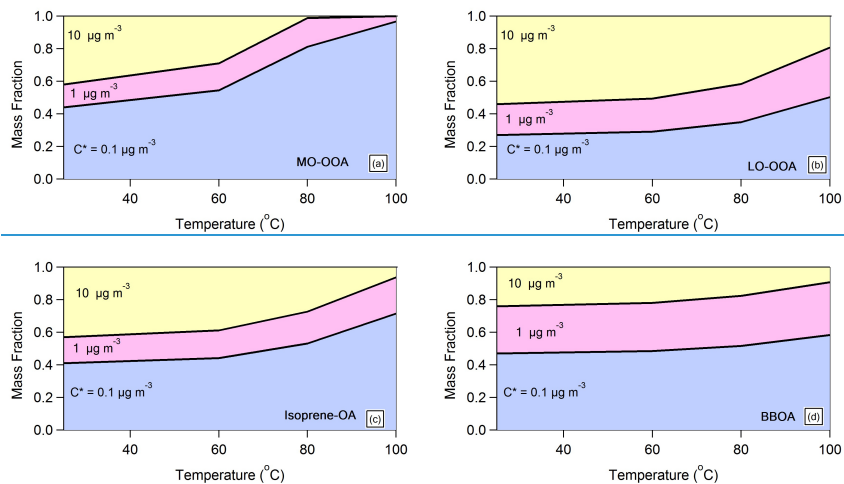 1.0
0.8
0.6
0.4
0.2
0.0
Mass Fraction
10 µg m-3
1 µg m-3
C* = 0.1 µg m-3
MO-OOA
(a)
40 60 80 100
Temperature (oC)
1.0
0.8
0.6
0.4
0.2
0.0
Mass Fraction
10 µg m-3
1 µg m-3
C* = 0.1 µg m-3
LO-OOA
(b)
40 60 80 100
Temperature (oC)
1.0
0.8
0.6
0.4
0.2
0.0
Mass Fraction
10 µg m-3
1 µg m-3
C* = 0.1 µg m-3
Isoprene-OA
(c)
40 60 80 100
Temperature (oC)
1.0
0.8
0.6
0.4
0.2
0.0
Mass Fraction
10 µg m-3
1 µg m-3
C* = 0.1 µg m-3
BBOA
(d)
40 60 80 100
Temperature (oC)